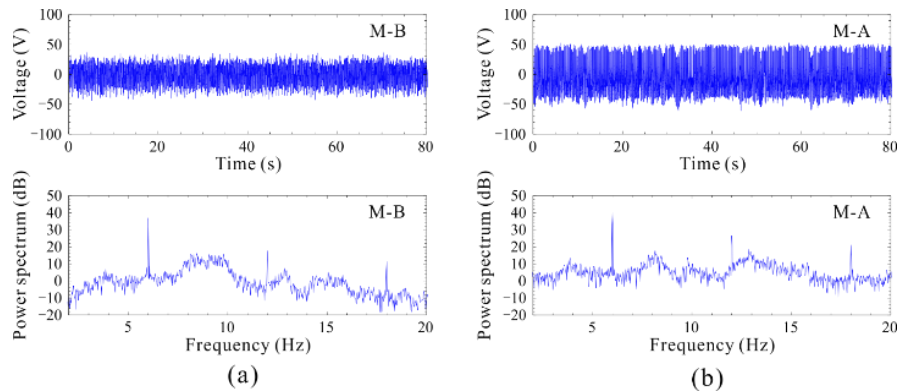 M-B
Voltage (V)
100
50
0
−50
−100
0 20 40 60 80
Time (s)
M-A
Voltage (V)
100
50
0
−50
−100
0 20 40 60 80
Time (s)
M-B
Power spectrum (dB)
50
40
30
20
10
0
−10
−20
5 10 15 20
Frequency (Hz)
(a)
M-A
Power spectrum (dB)
50
40
30
20
10
0
−10
−20
5 10 15 20
Frequency (Hz)
(b)